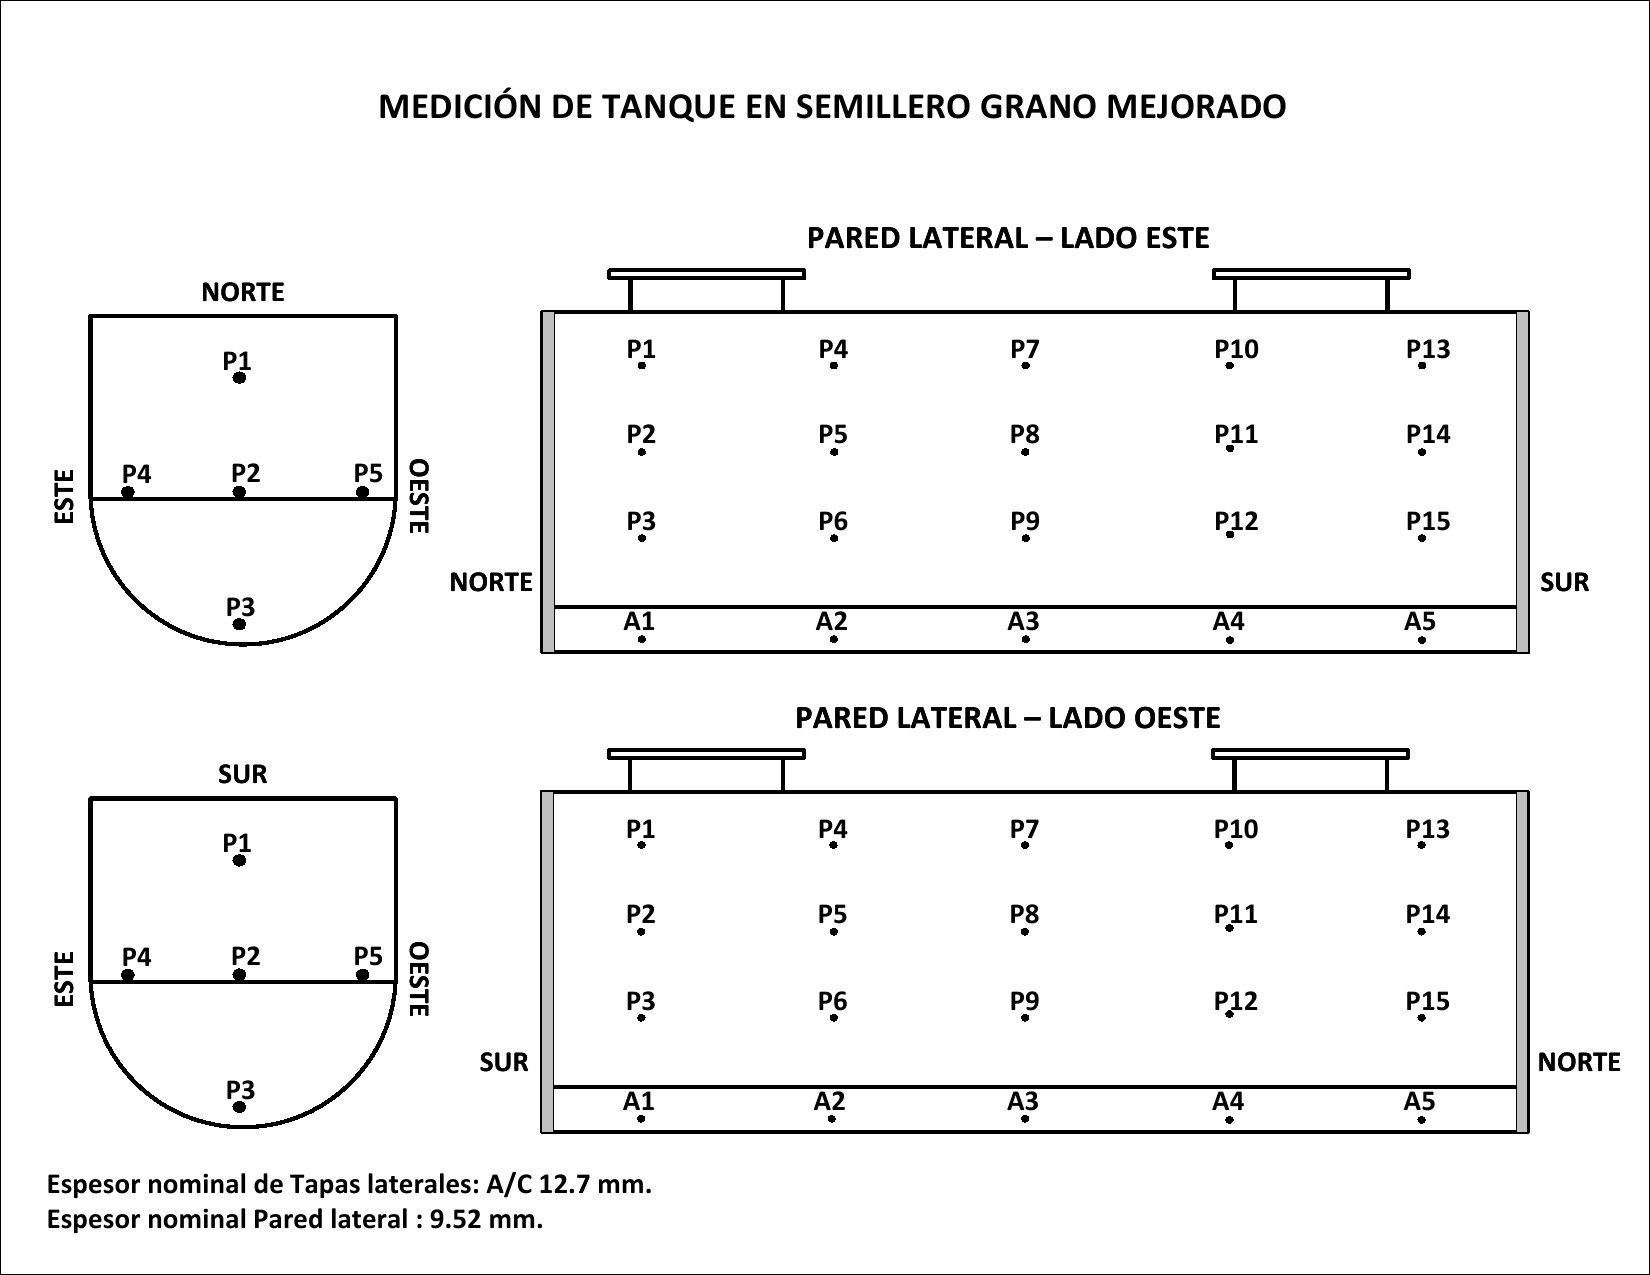 MEDICIÓN DE TANQUE EN SEMILLERO GRANO MEJORADO
NORTE
P1
P4 P2 P5
P3
ESTE
OESTE
PARED LATERAL – LADO ESTE
P1 P4 P7 P10 P13
P2 P5 P8 P11 P14
P3 P6 P9 P12 P15
NORTE SUR
A1 A2 A3 A4 A5
SUR
P1
P4 P2 P5
P3
ESTE
OESTE
PARED LATERAL – LADO OESTE
P1 P4 P7 P10 P13
P2 P5 P8 P11 P14
P3 P6 P9 P12 P15
SUR NORTE
A1 A2 A3 A4 A5
Espesor nominal de Tapas laterales: A/C 12.7 mm.
Espesor nominal Pared lateral : 9.52 mm.